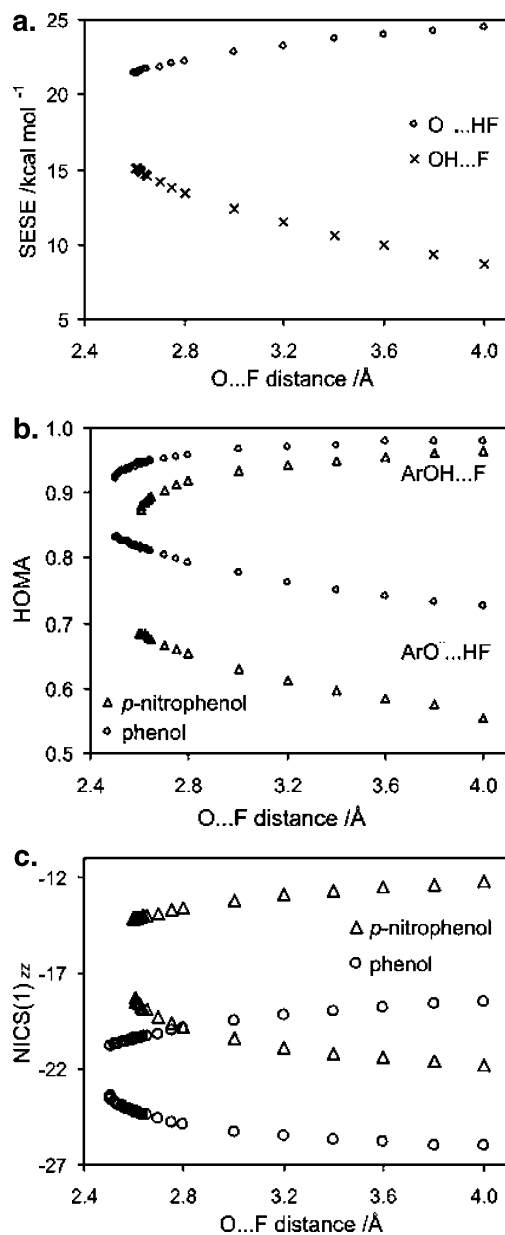 a.
25
20
15
10
5
SESE /kcal mol⁻¹
O⁻...HF
OH...F
2.4 2.8 3.2 3.6 4.0
O...F distance /Å
b.
1.0
0.9
0.8
0.7
0.6
0.5
HOMA
ArOH...F
ArO⁻...HF
p-nitrophenol
phenol
2.4 2.8 3.2 3.6 4.0
O...F distance /Å
c.
-12
-17
-22
-27
NICS(1)zz
p-nitrophenol
phenol
2.4 2.8 3.2 3.6 4.0
O...F distance /Å